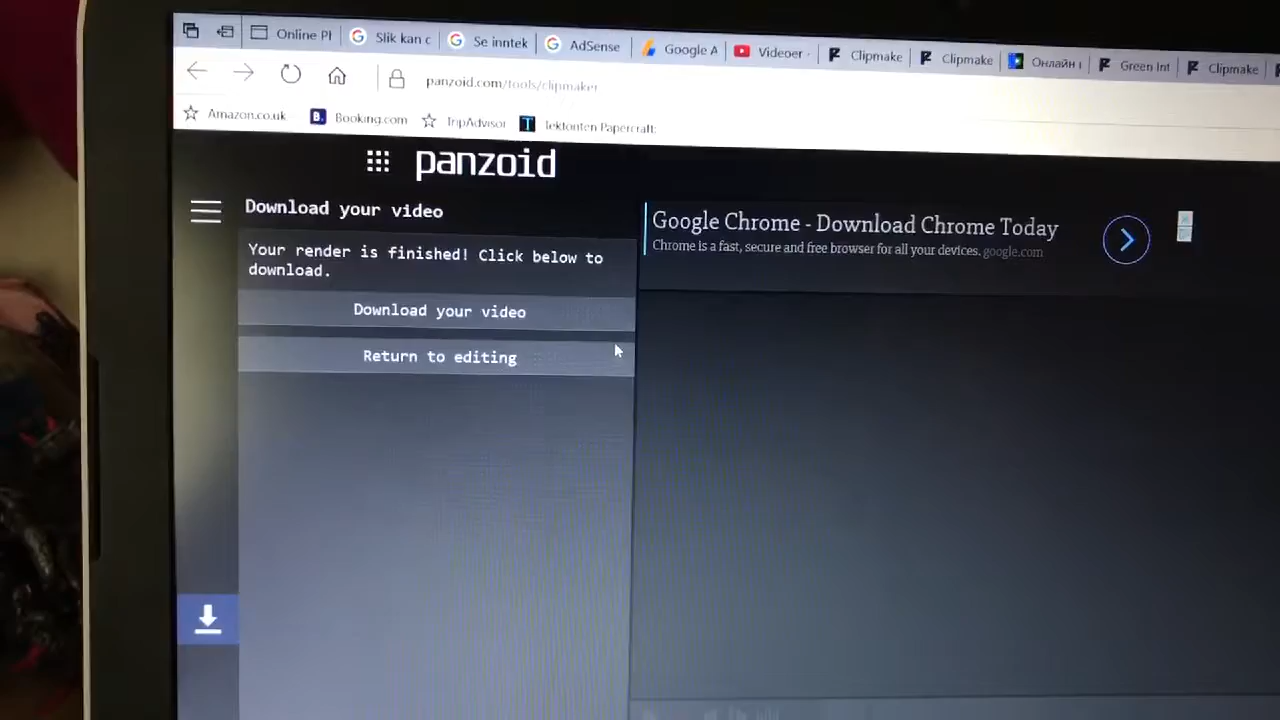 Online Pl
Slik kan c
Se inntek
AdSense
Google A
Videoer
Clipmake
Clipmake
Онлайн
Green Int
Clipmake
panzoid.com/tools/clipmaker
Amazon.co.uk
B.
Booking.com
TripAdvisor
T
Tektonten Papercraft:
panzoid
Download your video
Google Chrome - Download Chrome Today
Chrome is a fast, secure and free browser for all your devices. google.com
Your render is finished! Click below to
download.
Download your video
Return to editing